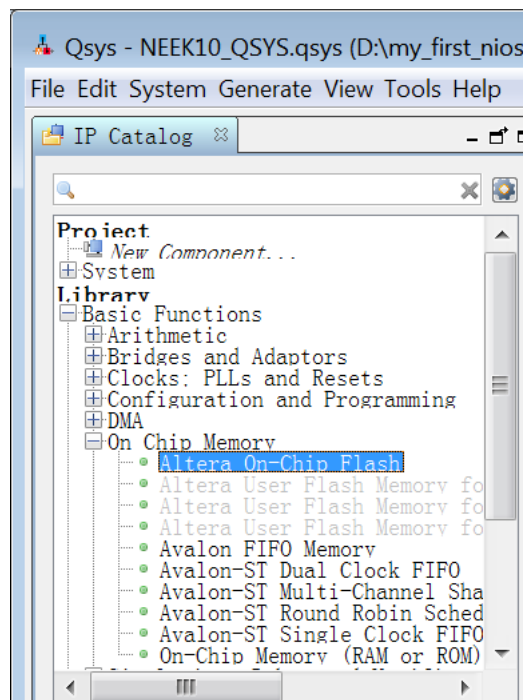 Qsys - NEEK10_QSYS.qsys (D:\my_first_nios
File Edit System Generate View Tools Help
IP Catalog
Project
New Component...
System
Library
Basic Functions
Arithmetic
Bridges and Adaptors
Clocks; PLLs and Resets
Configuration and Programming
DMA
On Chip Memory
Altera On-Chip Flash
Altera User Flash Memory fo
Altera User Flash Memory fo
Altera User Flash Memory fo
Avalon FIFO Memory
Avalon-ST Dual Clock FIFO
Avalon-ST Multi-Channel Sha
Avalon-ST Round Robin Sched
Avalon-ST Single Clock FIFO
On-Chip Memory (RAM or ROM)